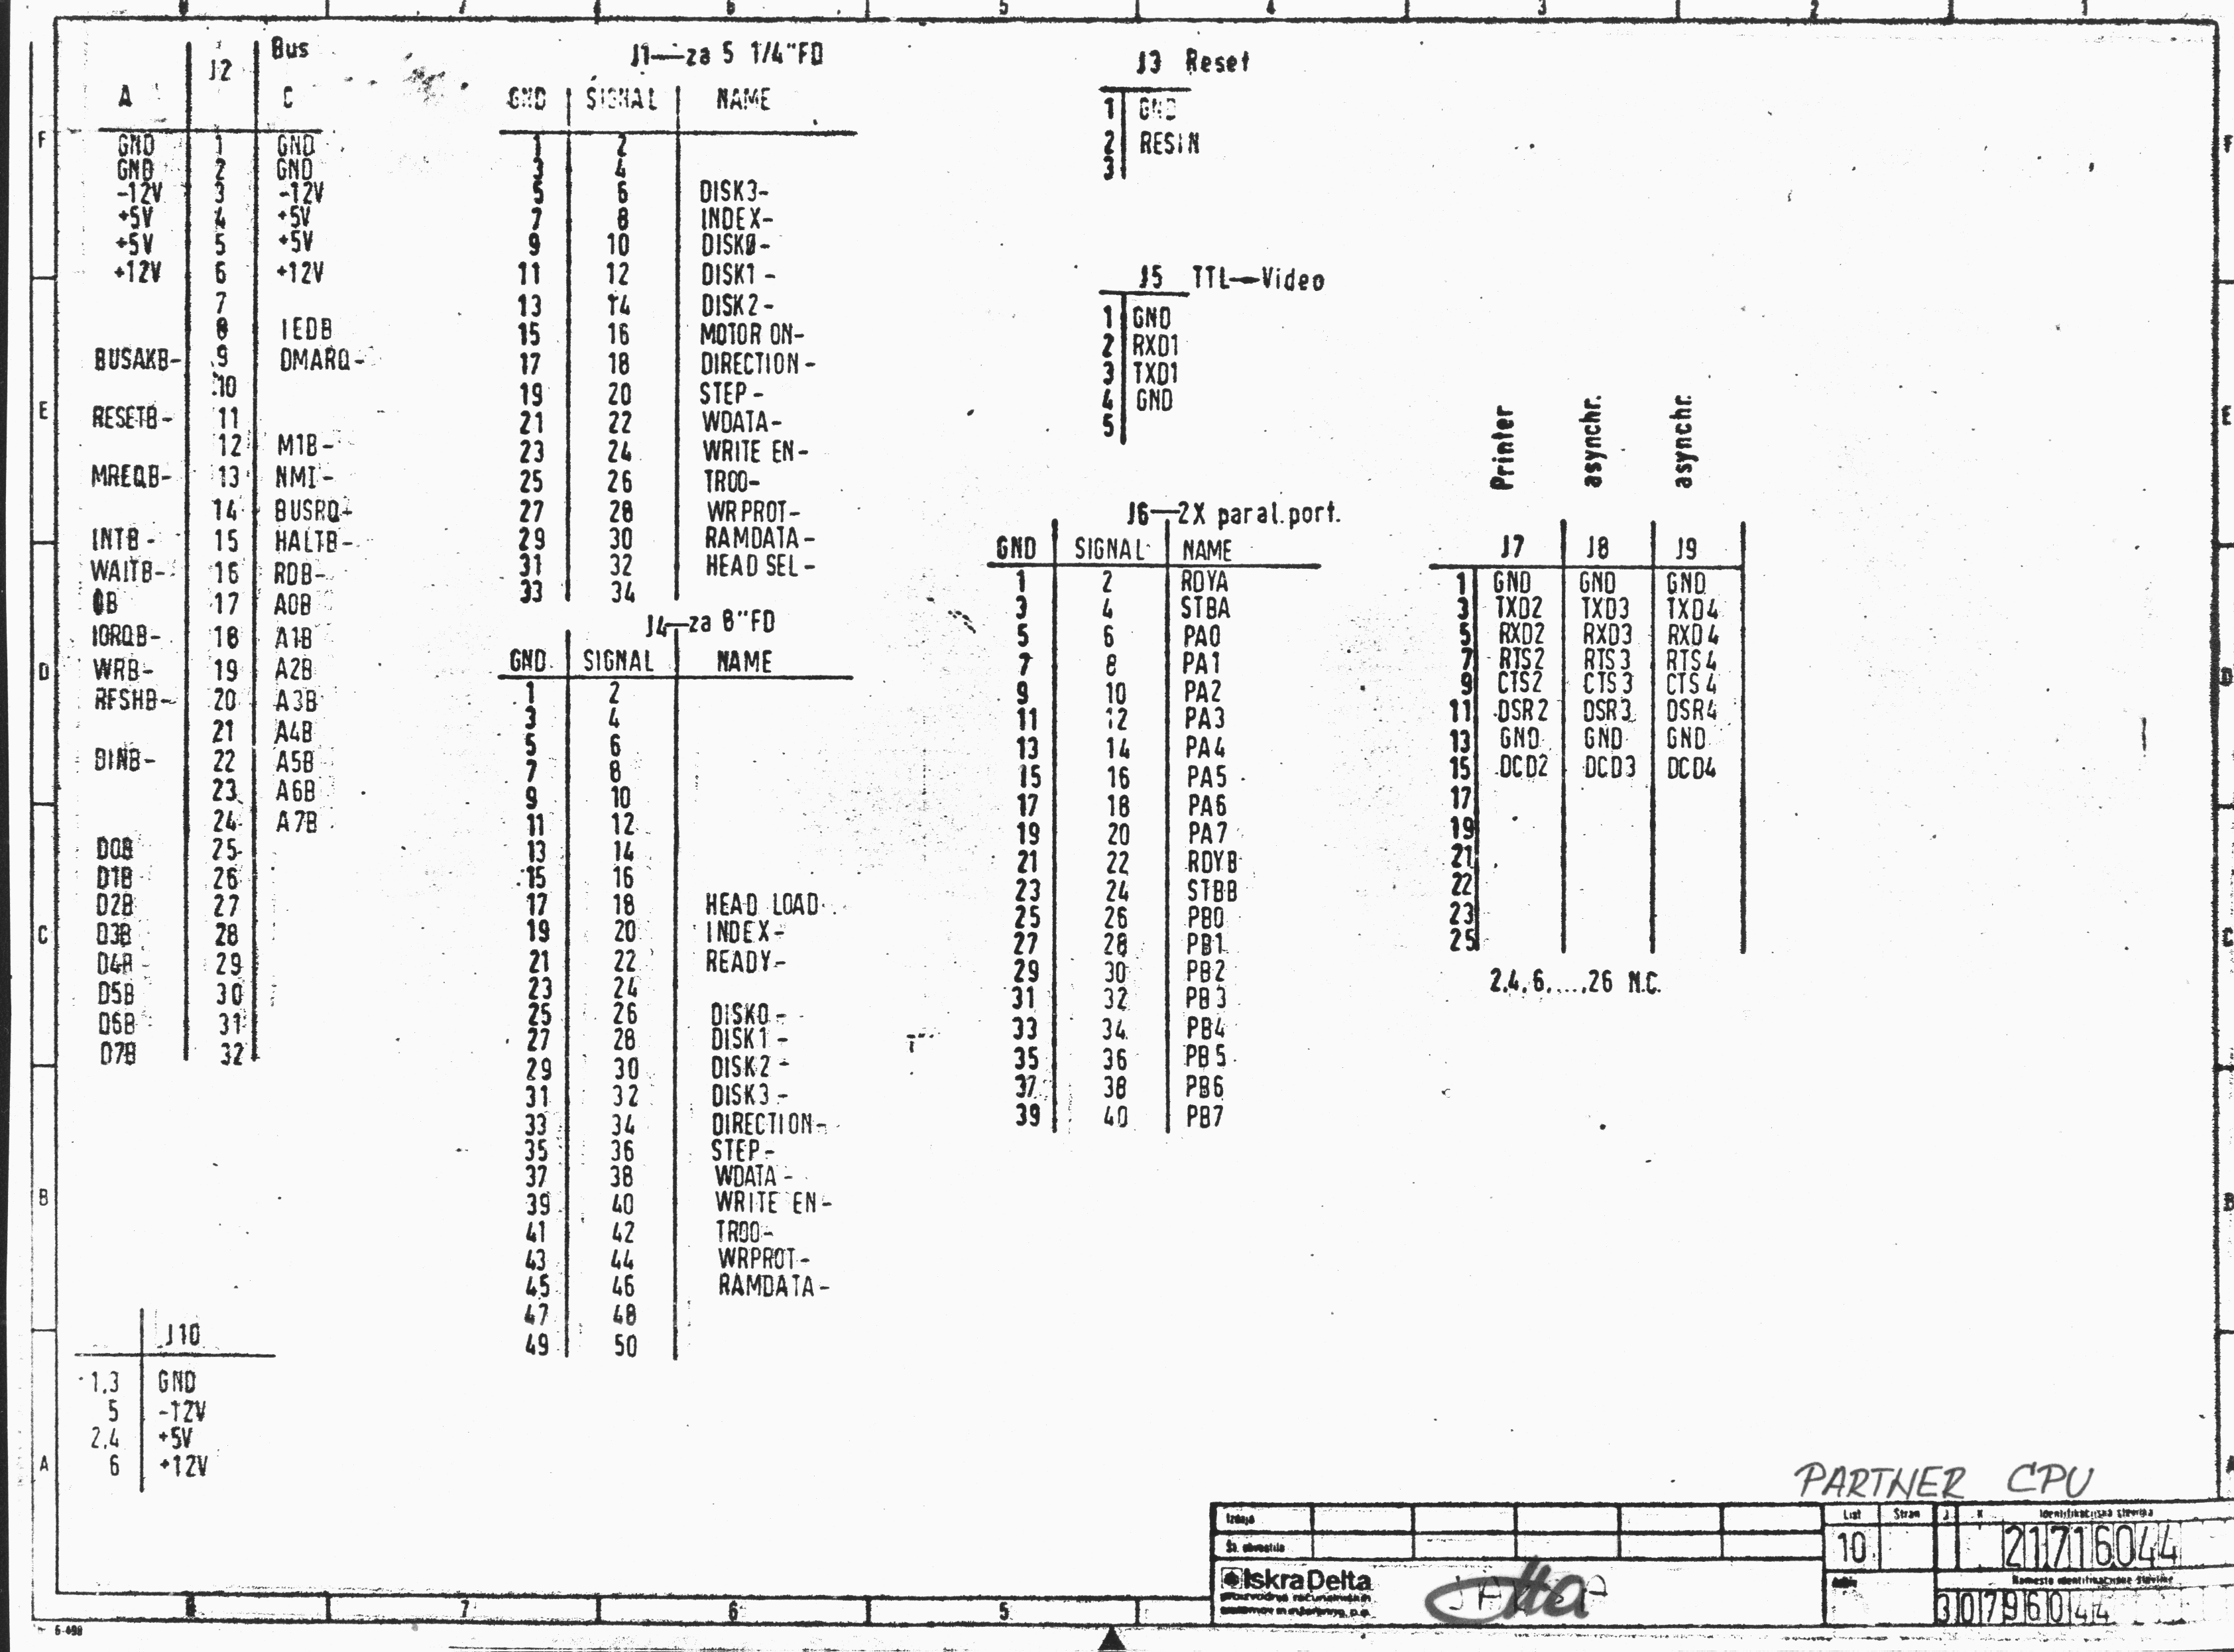 8 7 6 5 4 3 2 1
J2 Bus
A C
GND 1 GND
GND 2 GND
-12V 3 -12V
+5V 4 +5V
+5V 5 +5V
+12V 6 +12V
7
8 IEDB
BUSAKB- 9 DMARQ-
10
RESETB- 11
12 M1B-
MREQB- 13 NMI-
14 BUSRQ-
INTB- 15 HALTB-
WAITB- 16 RDB-
17 A0B
IORQB- 18 A1B
WRB- 19 A2B
RFSHB- 20 A3B
21 A4B
DINB- 22 A5B
23 A6B
24 A7B
D0B 25
D1B 26
D2B 27
D3B 28
D4B 29
D5B 30
D6B 31
D7B 32
J10
1,3 GND
5 -12V
2,4 +5V
6 +12V
J1—za 5 1/4"FD
GND SIGNAL NAME
1 2
3 4
5 6 DISK3-
7 8 INDEX-
9 10 DISK0-
11 12 DISK1-
13 14 DISK2-
15 16 MOTOR ON-
17 18 DIRECTION-
19 20 STEP-
21 22 WDATA-
23 24 WRITE EN-
25 26 TR00-
27 28 WRPROT-
29 30 RAMDATA-
31 32 HEAD SEL-
33 34
J4—za 8"FD
GND SIGNAL NAME
1 2
3 4
5 6
7 8
9 10
11 12
13 14
15 16
17 18 HEAD LOAD
19 20 INDEX-
21 22 READY-
23 24
25 26 DISK0-
27 28 DISK1-
29 30 DISK2-
31 32 DISK3-
33 34 DIRECTION-
35 36 STEP-
37 38 WDATA-
39 40 WRITE EN-
41 42 TR00-
43 44 WRPROT-
45 46 RAMDATA-
47 48
49 50
J3 Reset
1 GND
2 RESIN
3
J5 TTL—Video
1 GND
2 RXD1
3 TXD1
4 GND
5
J6—2X paral.port.
GND SIGNAL NAME
1 2 RDYA
3 4 STBA
5 6 PA0
7 8 PA1
9 10 PA2
11 12 PA3
13 14 PA4
15 16 PA5
17 18 PA6
19 20 PA7
21 22 RDYB
23 24 STBB
25 26 PB0
27 28 PB1
29 30 PB2
31 32 PB3
33 34 PB4
35 36 PB5
37 38 PB6
39 40 PB7
Printer asynchr. asynchr.
J7 J8 J9
1 GND GND GND
3 TXD2 TXD3 TXD4
5 RXD2 RXD3 RXD4
7 RTS2 RTS3 RTS4
9 CTS2 CTS3 CTS4
11 DSR2 DSR3 DSR4
13 GND GND GND
15 DCD2 DCD3 DCD4
17
19
21
22
23
25
2,4,6,...,26 N.C.
F F
E E
D D
C C
B B
A A
PARTNER CPU
Izdaja
Št. obvestila
List Stran J K Identifikacijska številka
10 21716044
IskraDelta
proizvodnja računalniških
sistemov in inženiring, p.o.
Delta
Namesto identifikacijske številke
30796044
8 7 6 5
6-498